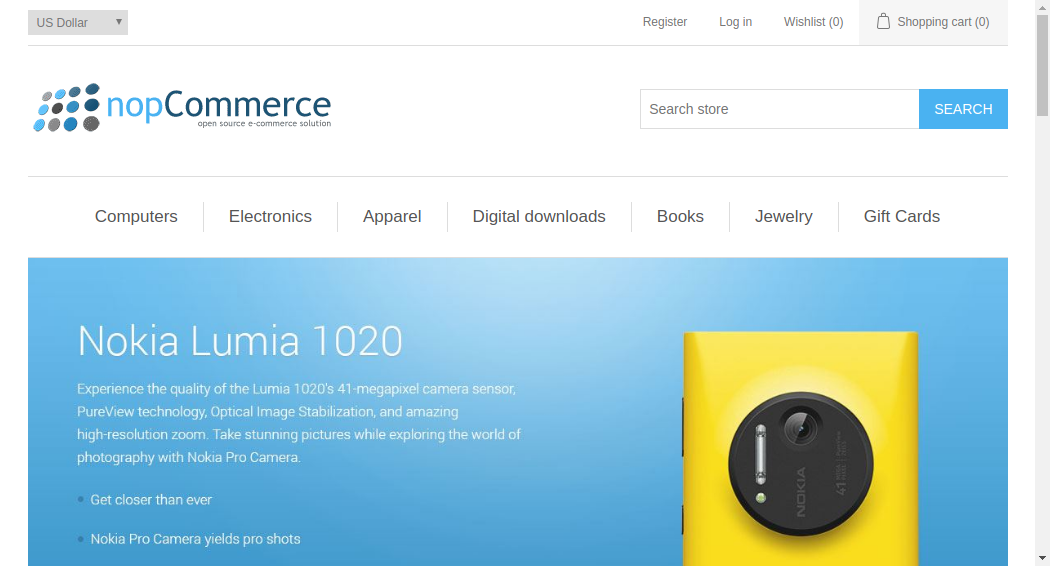 US Dollar
Register
Log in
Wishlist (0)
Shopping cart (0)
nopCommerce
open source e-commerce solution
Search store
SEARCH
Computers
Electronics
Apparel
Digital downloads
Books
Jewelry
Gift Cards
Nokia Lumia 1020
Experience the quality of the Lumia 1020's 41-megapixel camera sensor,
PureView technology, Optical Image Stabilization, and amazing
high-resolution zoom. Take stunning pictures while exploring the world of
photography with Nokia Pro Camera.
Get closer than ever
Nokia Pro Camera yields pro shots
NOKIA
41